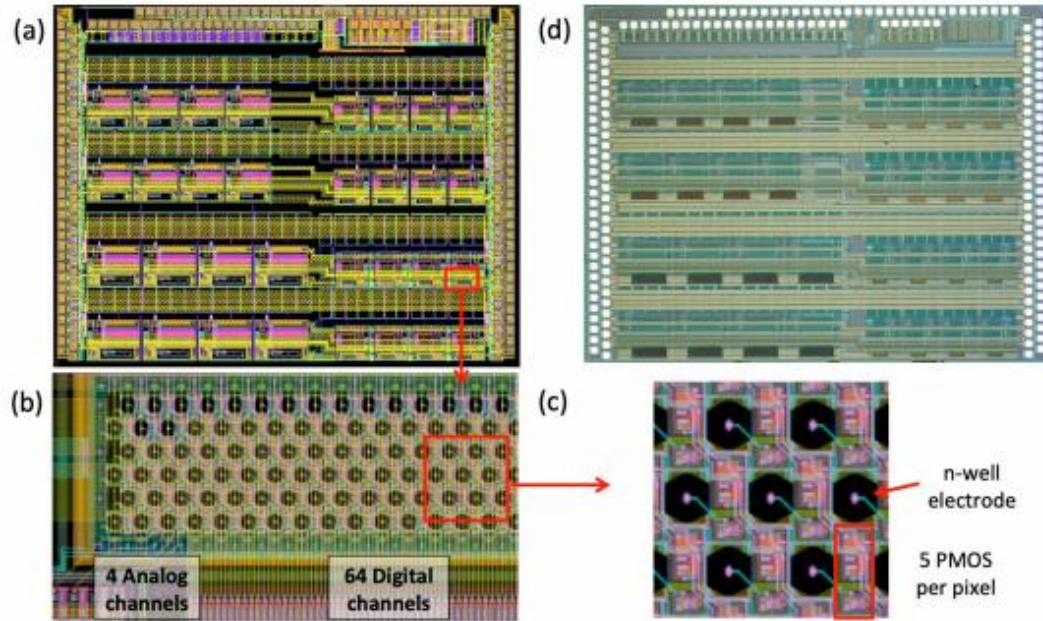 (a)
(d)
(b)
(c)
4 Analog
channels
64 Digital
channels
n-well
electrode
5 PMOS
per pixel